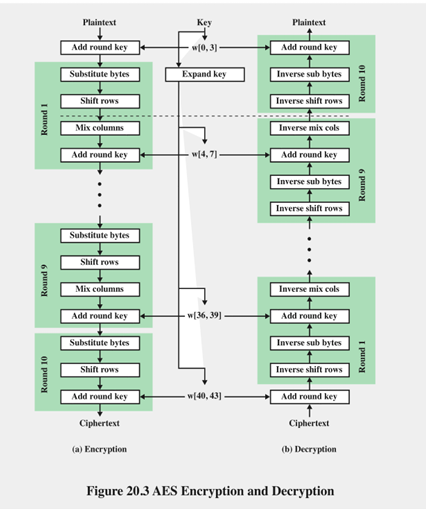 Plaintext
Key
Plaintext
Add round key
w[0, 3]
Add round key
Round 1
Substitute bytes
Expand key
Inverse sub bytes
Round 10
Shift rows
Inverse shift rows
Mix columns
Inverse mix cols
Add round key
w[4, 7]
Add round key
Round 9
Inverse sub bytes
Inverse shift rows
Round 9
Substitute bytes
Shift rows
Mix columns
Inverse mix cols
Add round key
w[36, 39]
Add round key
Round 1
Round 10
Substitute bytes
Inverse sub bytes
Shift rows
Inverse shift rows
Add round key
w[40, 43]
Add round key
Ciphertext
Ciphertext
(a) Encryption
(b) Decryption
Figure 20.3 AES Encryption and Decryption